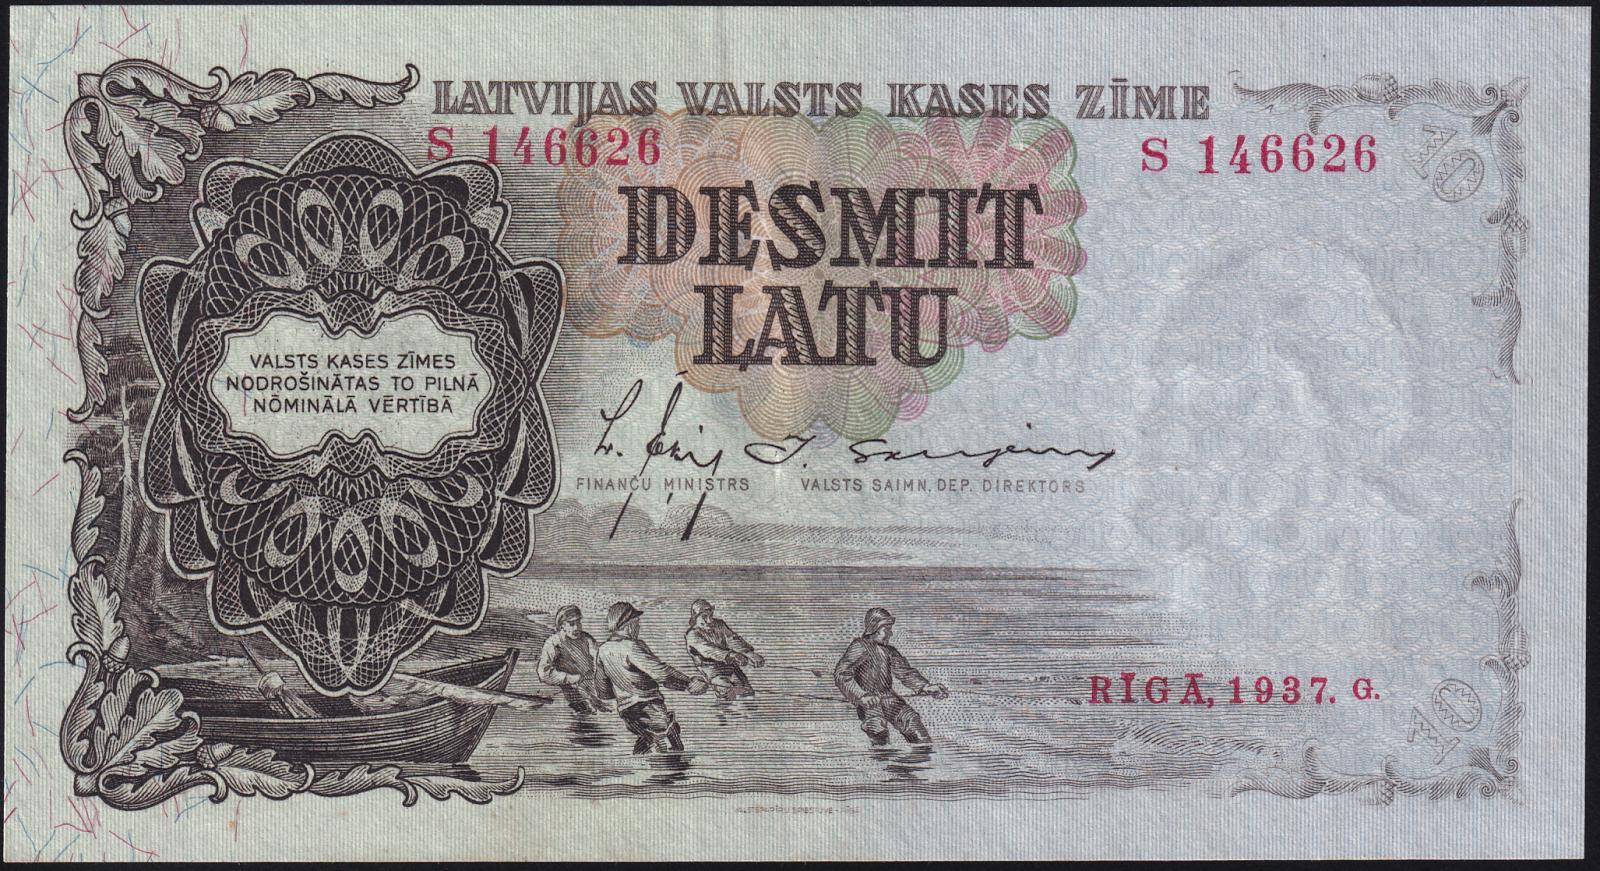 LATVIJAS VALSTS KASES ZĪME
S 146626
S 146626
10
DESMIT
LATU
VALSTS KASES ZĪMES
NODROŠINĀTAS TO PILNĀ
NŌMINĀLĀ VĒRTĪBĀ
FINANČU MINISTRS
VALSTS SAIMN. DEP. DIREKTORS
RĪGĀ, 1937. G.
10